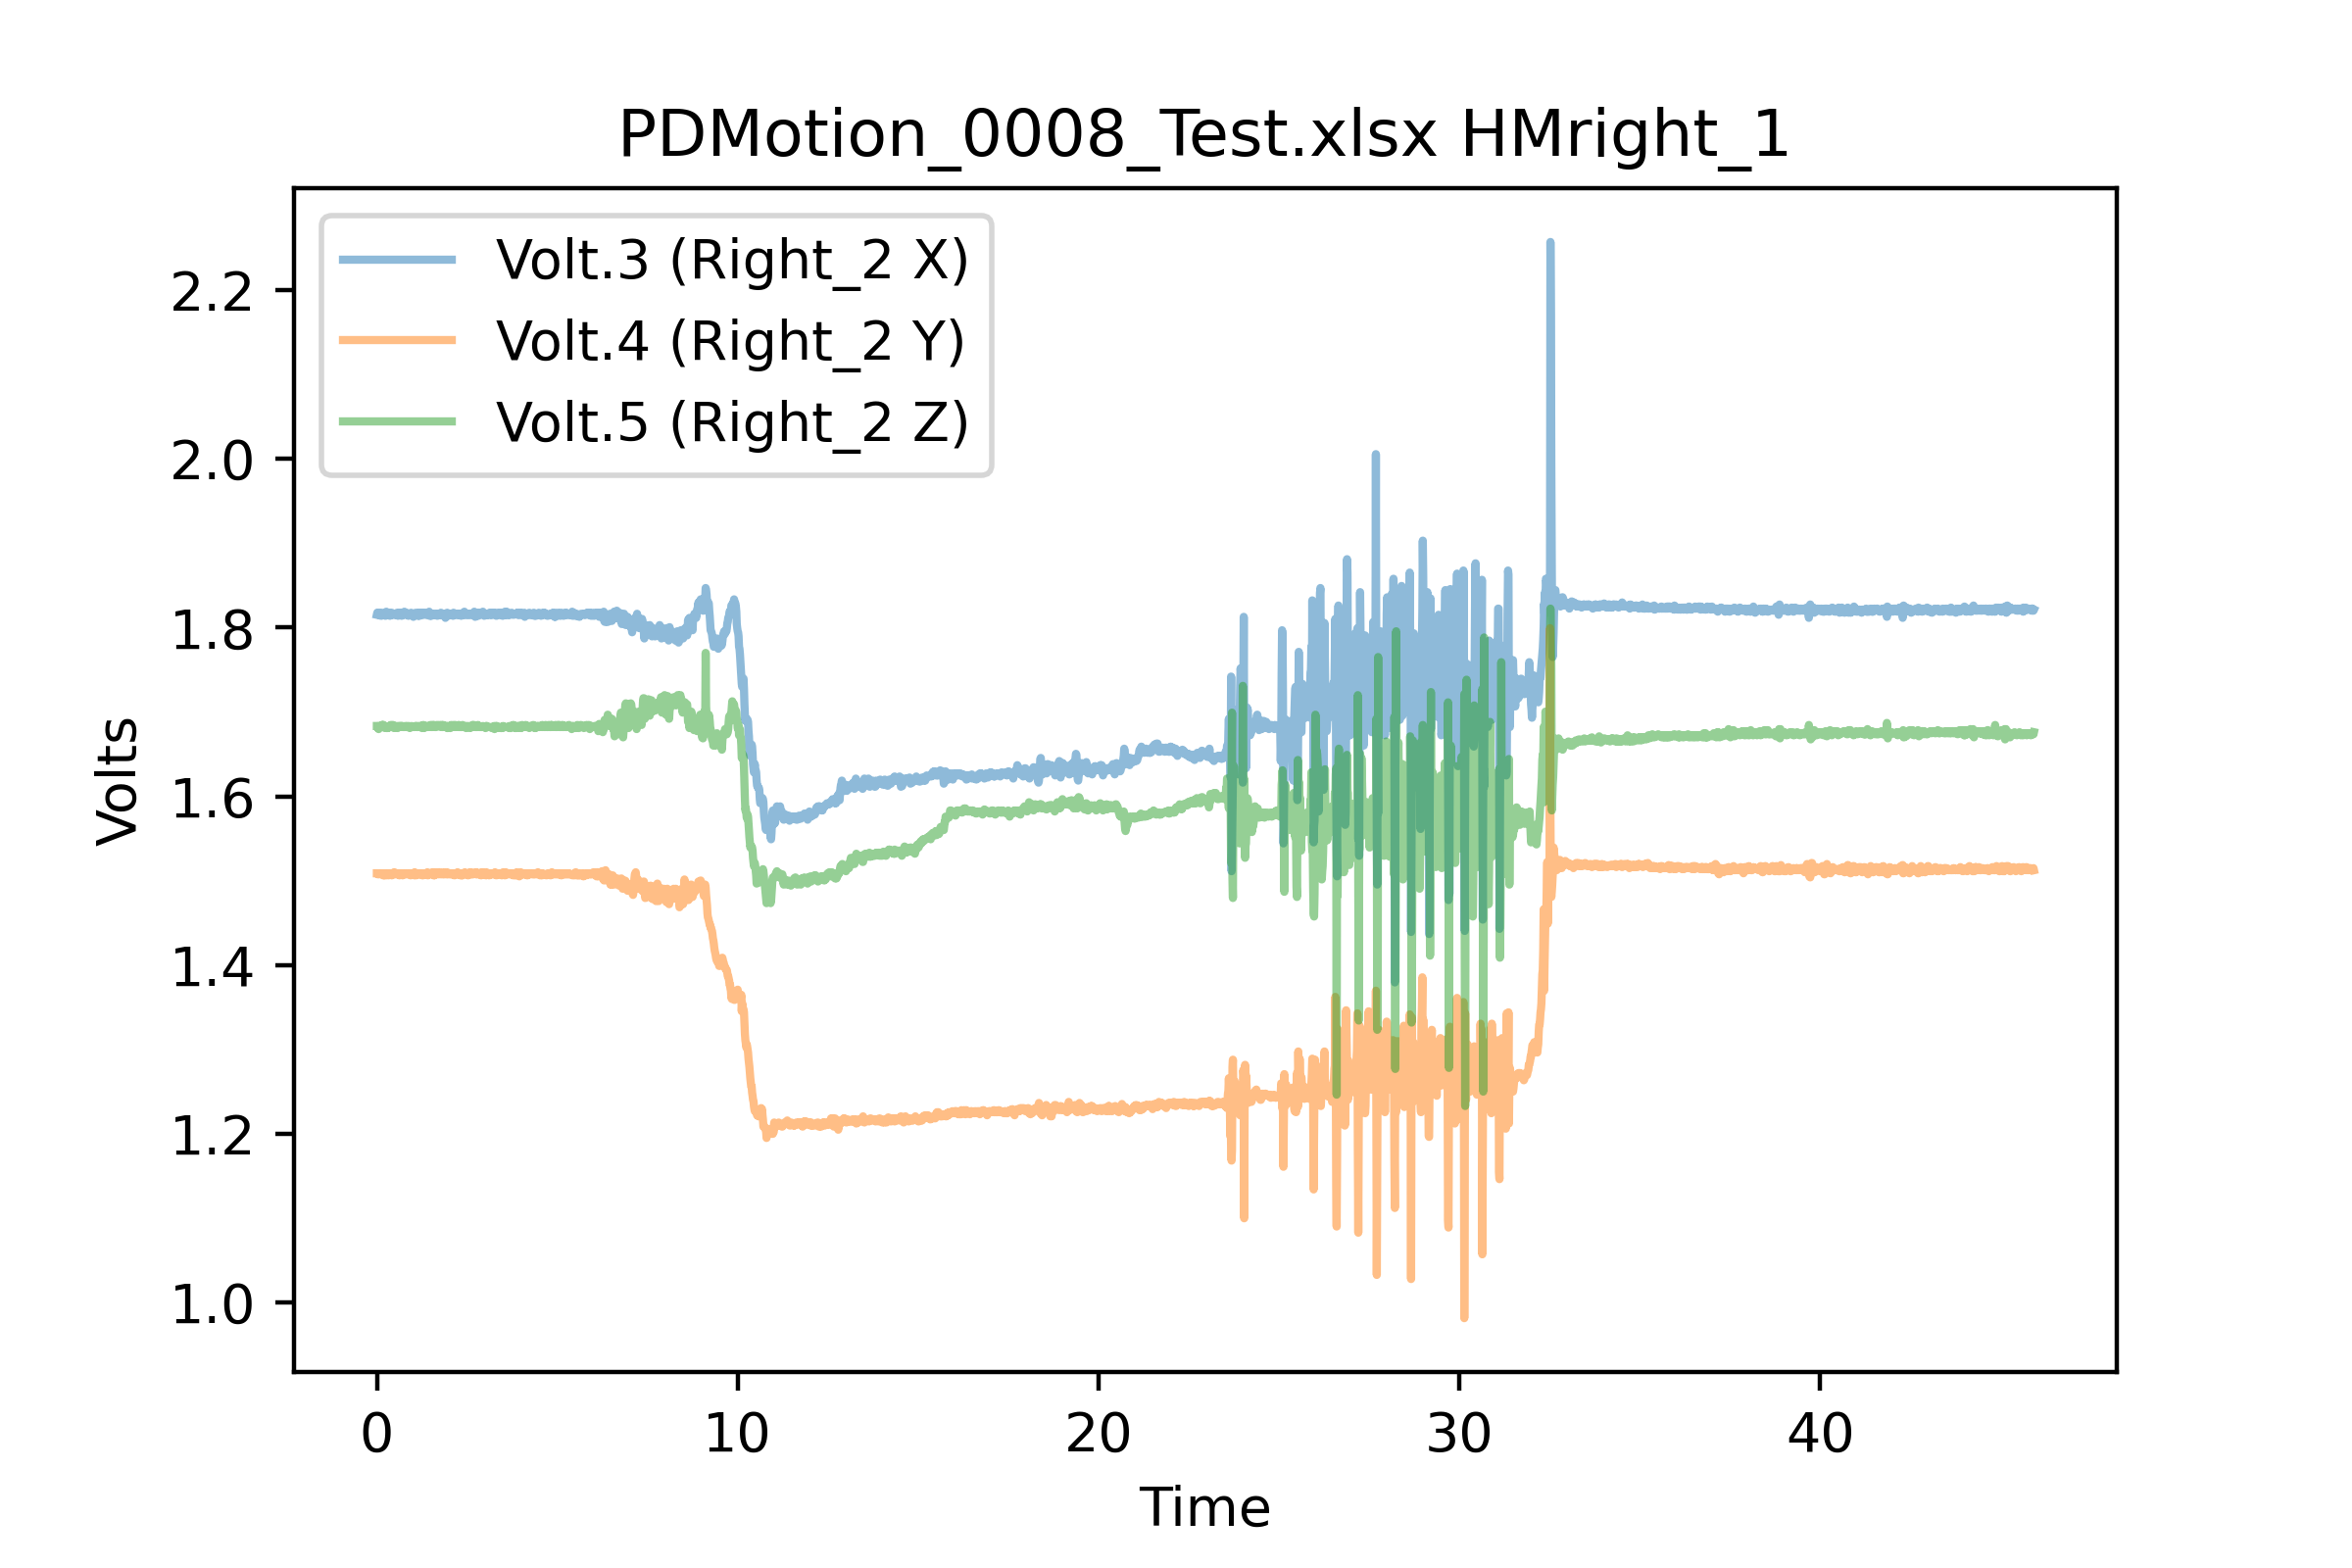 PDMotion_0008_Test.xlsx HMright_1
Volt.3 (Right_2 X)
Volt.4 (Right_2 Y)
Volt.5 (Right_2 Z)
2.2
2.0
1.8
1.6
1.4
1.2
1.0
Volts
0 10 20 30 40
Time